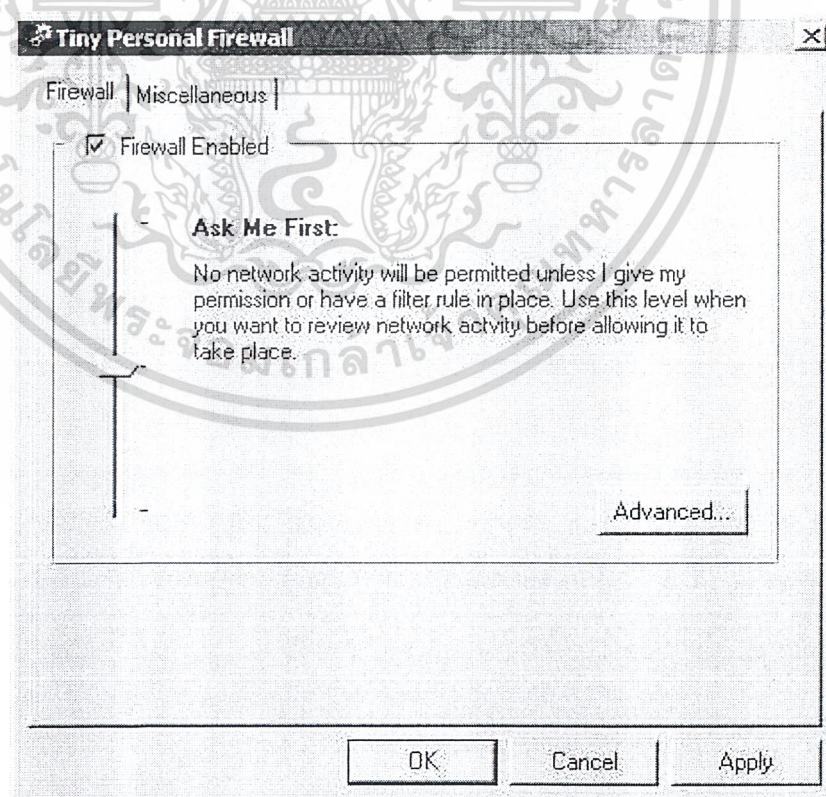 Tiny Personal Firewall
Firewall
Miscellaneous
Firewall Enabled
Ask Me First:
No network activity will be permitted unless I give my
permission or have a filter rule in place. Use this level when
you want to review network actvity before allowing it to
take place.
Advanced...
OK
Cancel
Apply